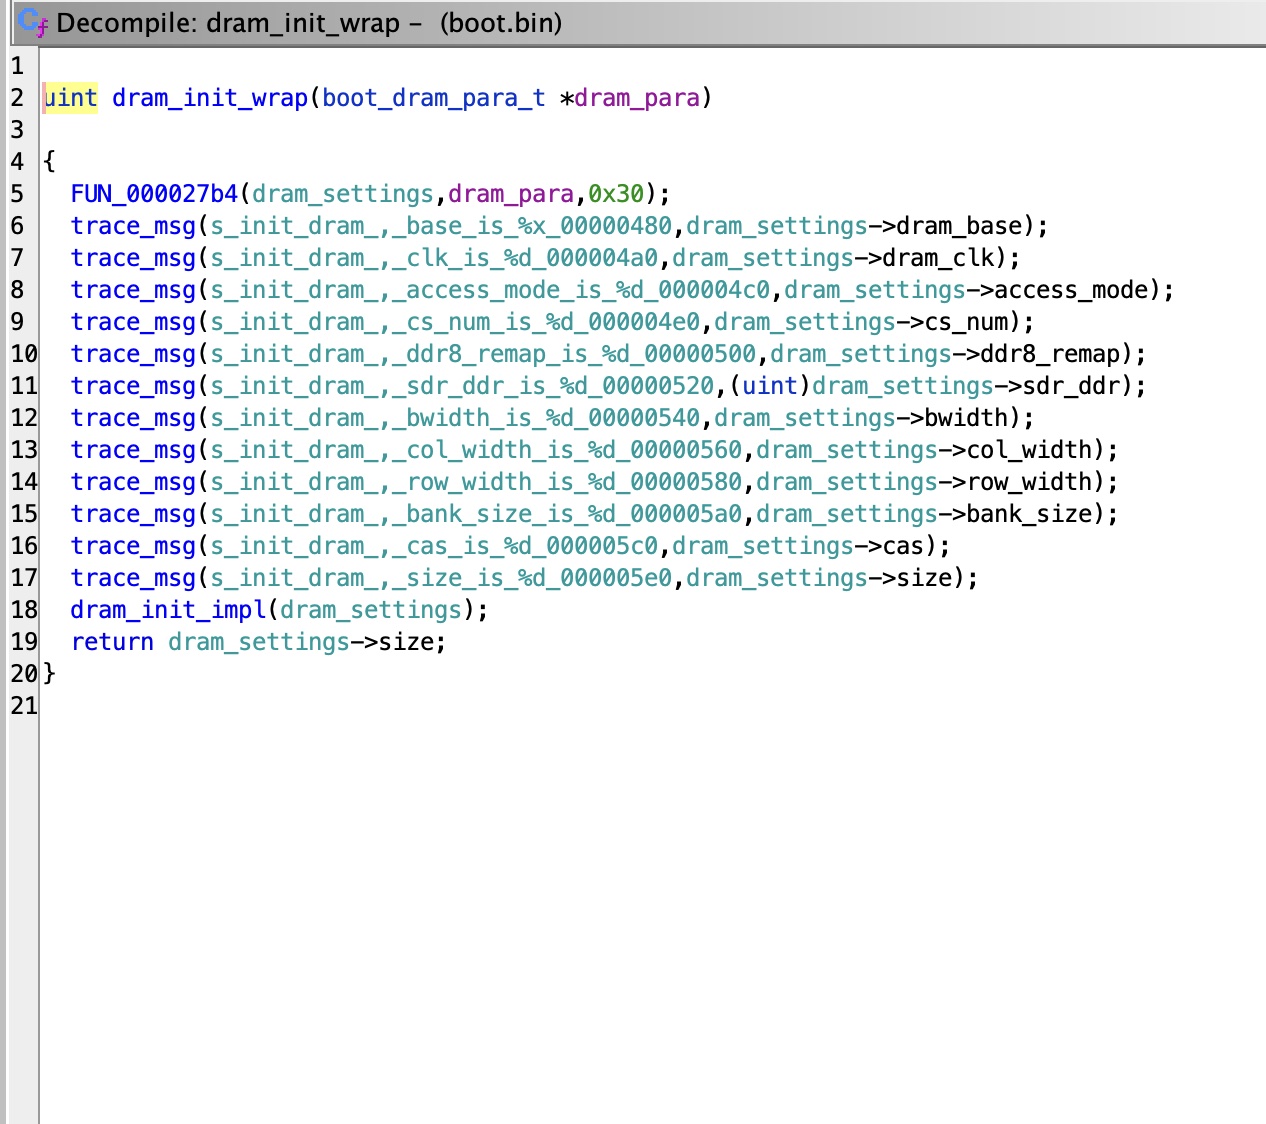 Decompile: dram_init_wrap – (boot.bin)
1
2 uint dram_init_wrap(boot_dram_para_t *dram_para)
3
4 {
5 FUN_000027b4(dram_settings,dram_para,0x30);
6 trace_msg(s_init_dram_,_base_is_%x_00000480,dram_settings->dram_base);
7 trace_msg(s_init_dram_,_clk_is_%d_000004a0,dram_settings->dram_clk);
8 trace_msg(s_init_dram_,_access_mode_is_%d_000004c0,dram_settings->access_mode);
9 trace_msg(s_init_dram_,_cs_num_is_%d_000004e0,dram_settings->cs_num);
10 trace_msg(s_init_dram_,_ddr8_remap_is_%d_00000500,dram_settings->ddr8_remap);
11 trace_msg(s_init_dram_,_sdr_ddr_is_%d_00000520,(uint)dram_settings->sdr_ddr);
12 trace_msg(s_init_dram_,_bwidth_is_%d_00000540,dram_settings->bwidth);
13 trace_msg(s_init_dram_,_col_width_is_%d_00000560,dram_settings->col_width);
14 trace_msg(s_init_dram_,_row_width_is_%d_00000580,dram_settings->row_width);
15 trace_msg(s_init_dram_,_bank_size_is_%d_000005a0,dram_settings->bank_size);
16 trace_msg(s_init_dram_,_cas_is_%d_000005c0,dram_settings->cas);
17 trace_msg(s_init_dram_,_size_is_%d_000005e0,dram_settings->size);
18 dram_init_impl(dram_settings);
19 return dram_settings->size;
20 }
21